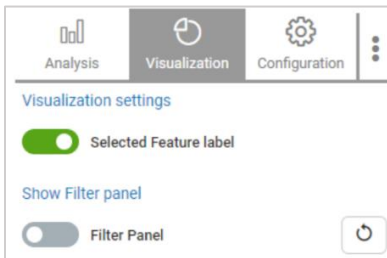 Analysis Visualization Configuration
Visualization settings
Selected Feature label
Show Filter panel
Filter Panel